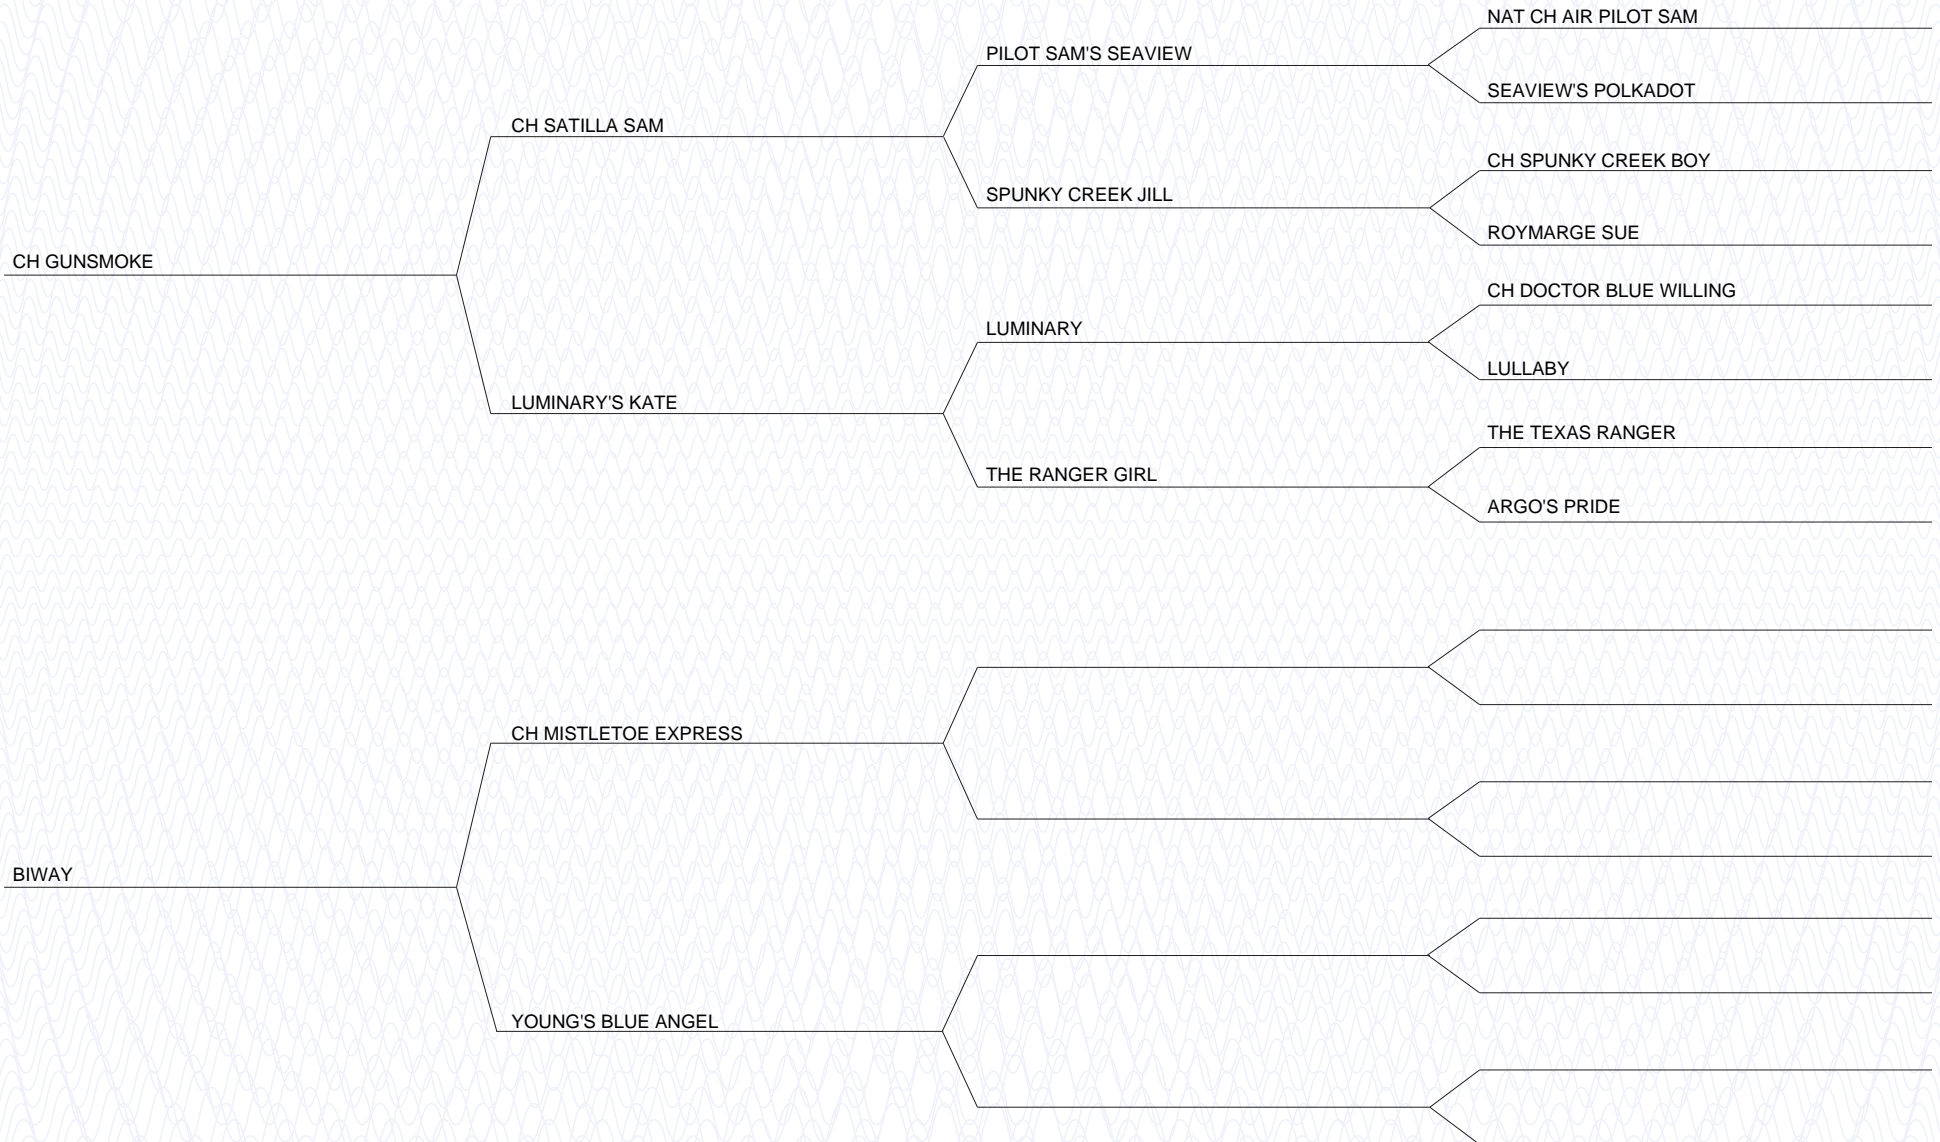 NAT CH AIR PILOT SAM
PILOT SAM'S SEAVIEW
SEAVIEW'S POLKADOT
CH SATILLA SAM
CH SPUNKY CREEK BOY
SPUNKY CREEK JILL
ROYMARGE SUE
CH GUNSMOKE
CH DOCTOR BLUE WILLING
LUMINARY
LULLABY
LUMINARY'S KATE
THE TEXAS RANGER
THE RANGER GIRL
ARGO'S PRIDE
CH MISTLETOE EXPRESS
BIWAY
YOUNG'S BLUE ANGEL